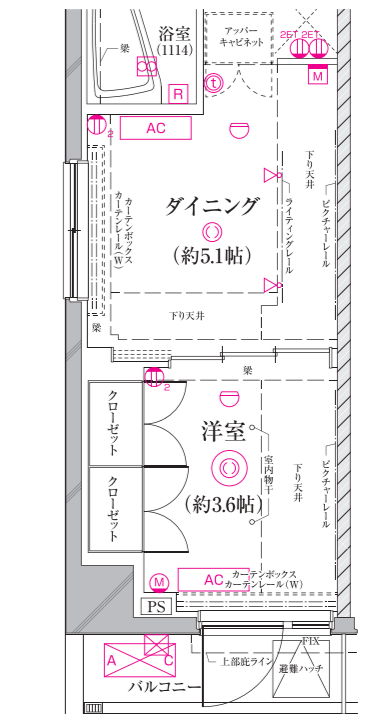 浴室
(1114)
梁
R
アッパー
キャビネット
2ET 2ET
M
t
2
AC
カーテンボックス
カーテンレール(W)
ダイニング
(約5.1帖)
下り天井
ライティングレール
ピクチャーレール
下り天井
梁
梁
2
クローゼット
クローゼット
洋室
(約3.6帖)
室内物干
下り天井
ピクチャーレール
M
AC
カーテンボックス
カーテンレール(W)
PS
FIX
A
C
上部庇ライン
避難ハッチ
バルコニー